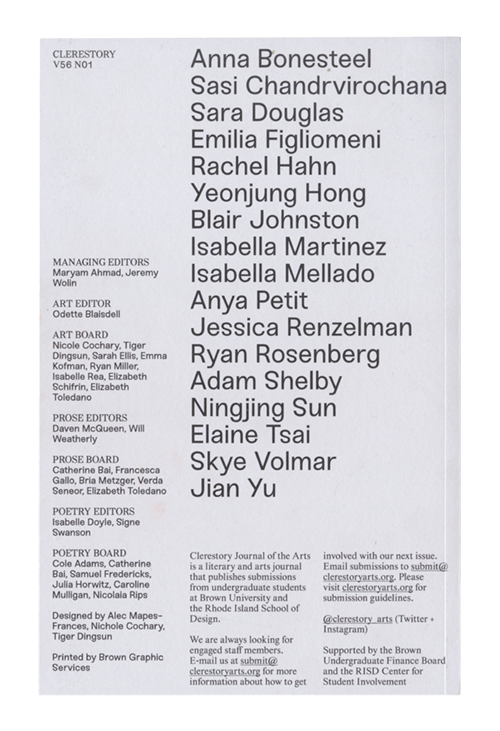 CLERESTORY
V56 N01
Anna Bonesteel
Sasi Chandrvirochana
Sara Douglas
Emilia Figliomeni
Rachel Hahn
Yeonjung Hong
Blair Johnston
Isabella Martinez
Isabella Mellado
Anya Petit
Jessica Renzelman
Ryan Rosenberg
Adam Shelby
Ningjing Sun
Elaine Tsai
Skye Volmar
Jian Yu
MANAGING EDITORS
Maryam Ahmad, Jeremy
Wolin
ART EDITOR
Odette Blaisdell
ART BOARD
Nicole Cochary, Tiger
Dingsun, Sarah Ellis, Emma
Kofman, Ryan Miller,
Isabelle Rea, Elizabeth
Schifrin, Elizabeth
Toledano
PROSE EDITORS
Daven McQueen, Will
Weatherly
PROSE BOARD
Catherine Bai, Francesca
Gallo, Bria Metzger, Verda
Seneor, Elizabeth Toledano
POETRY EDITORS
Isabelle Doyle, Signe
Swanson
POETRY BOARD
Cole Adams, Catherine
Bai, Samuel Fredericks,
Julia Horwitz, Caroline
Mulligan, Nicolaia Rips
Designed by Alec Mapes-
Frances, Nichole Cochary,
Tiger Dingsun
Printed by Brown Graphic
Services
Clerestory Journal of the Arts
is a literary and arts journal
that publishes submissions
from undergraduate students
at Brown University and
the Rhode Island School of
Design.
We are always looking for
engaged staff members.
E-mail us at submit@
clerestoryarts.org for more
information about how to get
involved with our next issue.
Email submissions to submit@
clerestoryarts.org. Please
visit clerestoryarts.org for
submission guidelines.
@clerestory_arts (Twitter +
Instagram)
Supported by the Brown
Undergraduate Finance Board
and the RISD Center for
Student Involvement